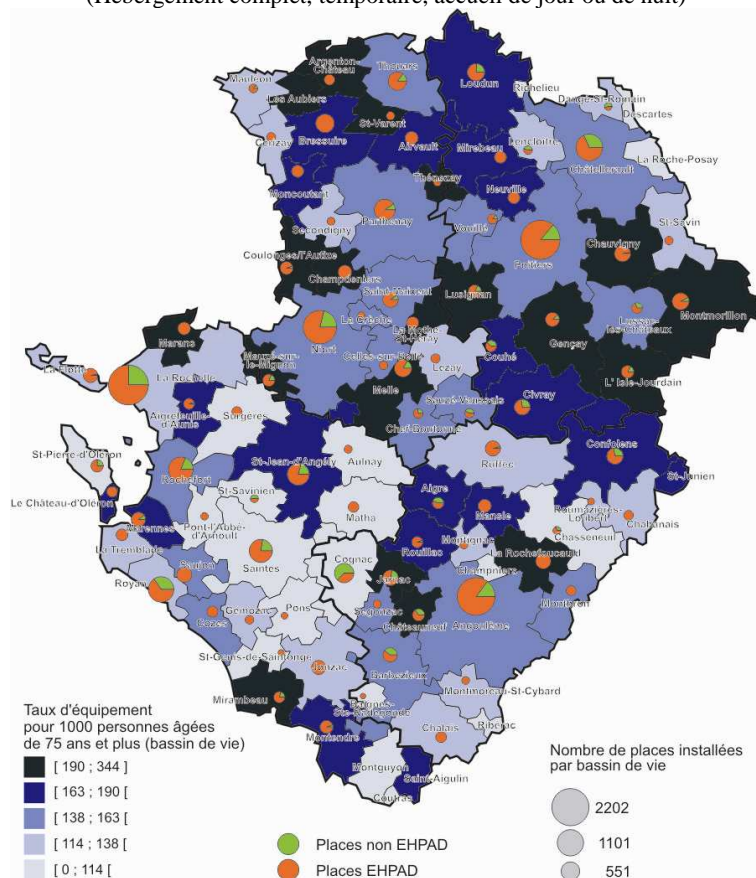 (Hébergement complet, temporaire, accueil de jour ou de nuit)
Argenton-
Château
Thouars
Mauléon
Loudun
Les Aubiers
Richelieu
Dangé-St-Romain
Descartes
St-Varent
Bressuire
Airvault
Cerizay
Mirebeau
Lencloître
Châtellerault
La Roche-Posay
Thénezay
Moncoutant
Neuville
Parthenay
Secondigny
Vouillé
St-Savin
Poitiers
Chauvigny
Coulonges/l'Autize
Champdeniers
Saint-Maixent
Lusignan
Montmorillon
La Crèche
Lussac-
les-Châteaux
Gençay
Marans
Niort
La Mothe-
St-Héray
Mauzé-sur-
le-Mignon
Celles-sur-Belle
Lezay
Couhé
La Flotte
La Rochelle
Melle
L' Isle-Jourdain
Sauzé-Vaussais
Civray
Aigrefeuille-
d'Aunis
Surgères
Chef-Boutonne
St-Pierre-d'Oléron
St-Jean-d'Angély
Aulnay
Ruffec
Confolens
Rochefort
St-Junien
Le Château-d'Oléron
St-Savinien
Aigre
Mansle
Roumazières-
Loubert
Marennes
Pont-l'Abbé-
d'Arnoult
Matha
Chabanais
Chasseneuil
La Tremblade
Rouillac
Montignac
Saintes
Cognac
La Rochefoucauld
Champniers
Saujon
Jarnac
Royan
Montbron
Segonzac
Angoulême
Cozes
Gémozac
Pons
Châteauneuf
St-Genis-de-Saintonge
Barbezieux
Jonzac
Montmoreau-St-Cybard
Mirambeau
Baignes-
Ste-Radegonde
Ribérac
Chalais
Montendre
Montguyon
Saint-Aigulin
Coutras
Taux d'équipement
pour 1000 personnes âgées
de 75 ans et plus (bassin de vie)
[ 190 ; 344 [
[ 163 ; 190 [
[ 138 ; 163 [
[ 114 ; 138 [
[ 0 ; 114 [
Places non EHPAD
Places EHPAD
Nombre de places installées
par bassin de vie
2202
1101
551